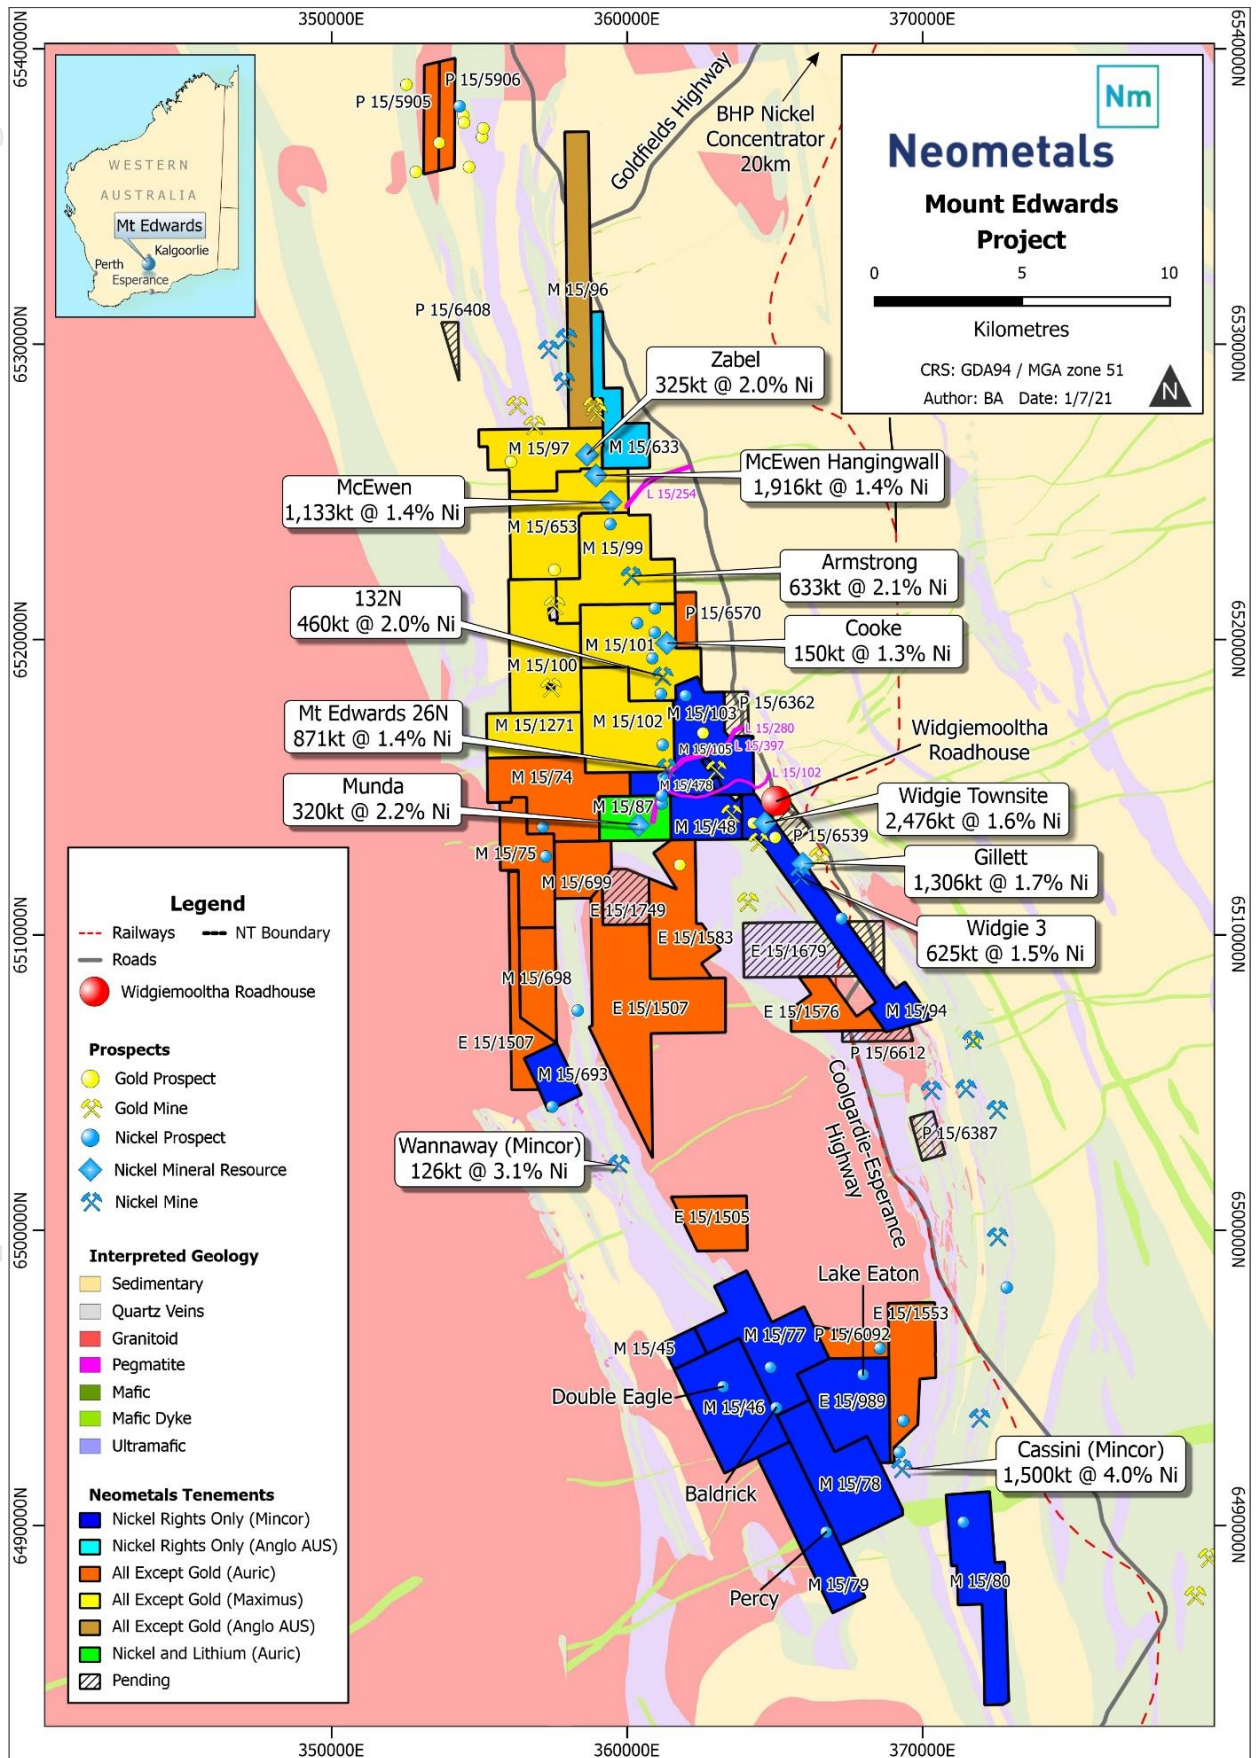 350000E
360000E
370000E
6540000N
6540000N
P 15/5906
P 15/5905
Goldfields Highway
BHP Nickel
Concentrator
20km
Nm
Neometals
Mount Edwards
Project
0
5
10
Kilometres
CRS: GDA94 / MGA zone 51
Author: BA Date: 1/7/21
N
WESTERN
AUSTRALIA
Mt Edwards
Kalgoorlie
Perth
Esperance
M 15/96
P 15/6408
6530000N
6530000N
Zabel
325kt @ 2.0% Ni
M 15/97
M 15/633
McEwen Hangingwall
1,916kt @ 1.4% Ni
McEwen
1,133kt @ 1.4% Ni
L 15/254
M 15/653
M 15/99
Armstrong
633kt @ 2.1% Ni
132N
460kt @ 2.0% Ni
P 15/6570
Cooke
150kt @ 1.3% Ni
6520000N
6520000N
M 15/101
M 15/100
Mt Edwards 26N
871kt @ 1.4% Ni
M 15/1271
M 15/102
M 15/103
P 15/6362
L 15/280
L 15/397
M 15/105
Widgiemooltha
Roadhouse
L 15/102
M 15/74
M 15/478
Munda
320kt @ 2.2% Ni
M 15/87
M 15/48
Widgie Townsite
2,476kt @ 1.6% Ni
P 15/6539
M 15/75
Gillett
1,306kt @ 1.7% Ni
M 15/699
E 15/1749
Widgie 3
625kt @ 1.5% Ni
6510000N
6510000N
E 15/1583
E 15/1679
M 15/698
E 15/1507
E 15/1576
M 15/94
E 15/1507
P 15/6612
M 15/693
Coolgardie-Esperance
Highway
P 15/6387
Wannaway (Mincor)
126kt @ 3.1% Ni
E 15/1505
6500000N
6500000N
Lake Eaton
E 15/1553
M 15/77
P 15/6092
M 15/45
Double Eagle
M 15/46
E 15/989
Cassini (Mincor)
1,500kt @ 4.0% Ni
M 15/78
Baldrick
6490000N
6490000N
Percy
M 15/79
M 15/80
Legend
Railways
NT Boundary
Roads
Widgiemooltha Roadhouse
Prospects
Gold Prospect
Gold Mine
Nickel Prospect
Nickel Mineral Resource
Nickel Mine
Interpreted Geology
Sedimentary
Quartz Veins
Granitoid
Pegmatite
Mafic
Mafic Dyke
Ultramafic
Neometals Tenements
Nickel Rights Only (Mincor)
Nickel Rights Only (Anglo AUS)
All Except Gold (Auric)
All Except Gold (Maximus)
All Except Gold (Anglo AUS)
Nickel and Lithium (Auric)
Pending
350000E
360000E
370000E